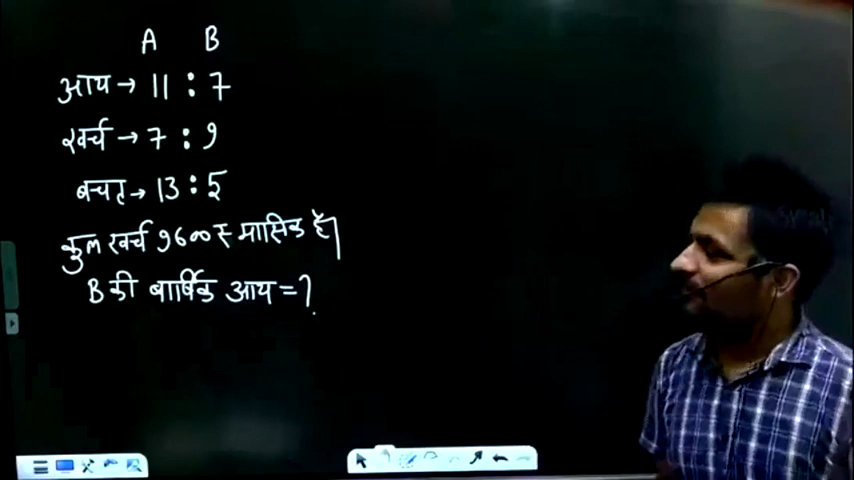 A B
आय → 11 : 7
खर्च → 7 : 9
बचत → 13 : 5
कुल खर्च 9600 रु मासिक है।
B की बार्षिक आय = ?